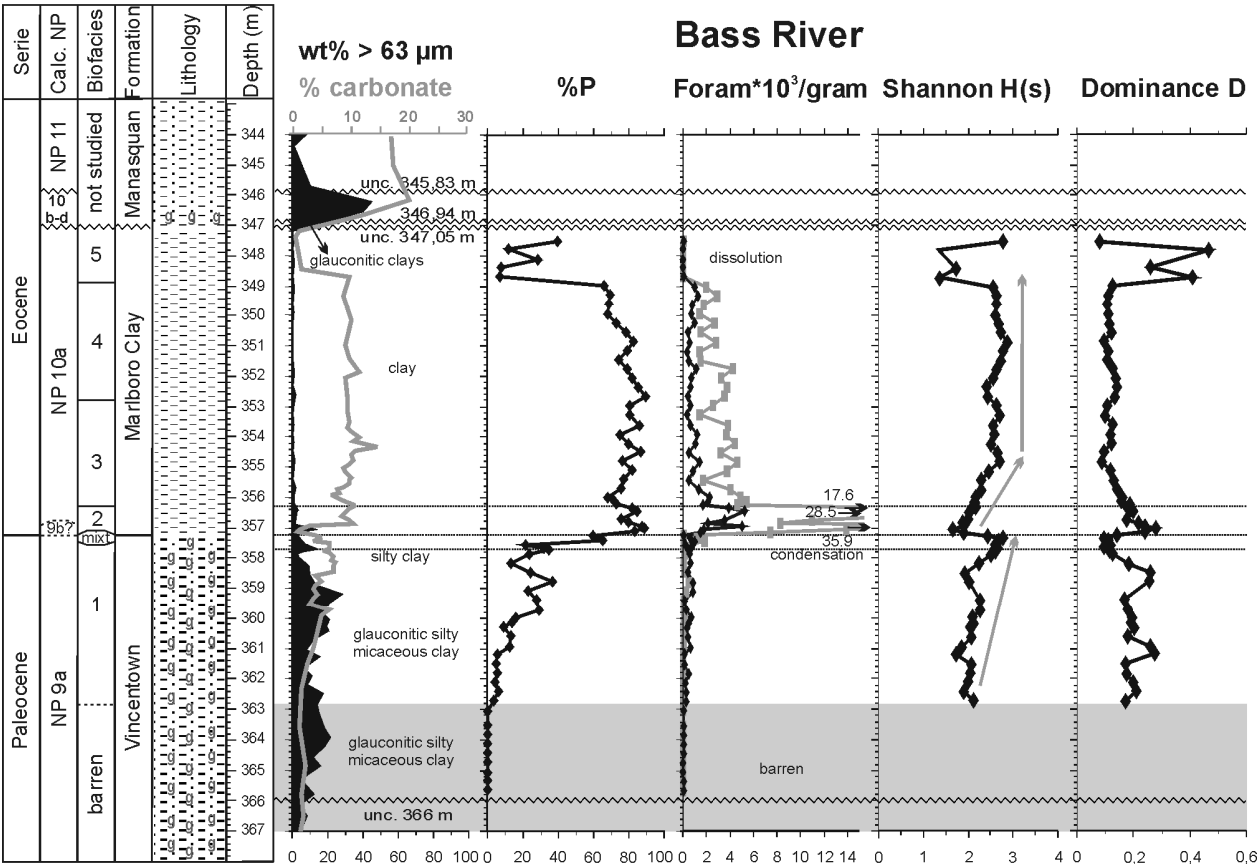 Bass River
Serie
Calc. NP
Biofacies
Formation
Lithology
Depth (m)
wt% > 63 µm
% carbonate
%P
Foram*10³/gram
Shannon H(s)
Dominance D
0 10 20 30
Eocene
Paleocene
NP 11
10
b-d
NP 10a
9b?
NP 9a
not studied
5
4
3
2
mixt
1
barren
Manasquan
Marlboro Clay
Vincentown
g g g
g
g g
g g
g g
g g
g g
g g
g g
g g
g g
g g
g g
g g
g g
g g
344
345
346
347
348
349
350
351
352
353
354
355
356
357
358
359
360
361
362
363
364
365
366
367
unc. 345,83 m
346,94 m
unc. 347,05 m
glauconitic clays
clay
silty clay
glauconitic silty
micaceous clay
glauconitic silty
micaceous clay
unc. 366 m
dissolution
17.6
28.5
35.9
condensation
barren
0 20 40 60 80 100
0 20 40 60 80 100
0 2 4 6 8 10 12 14
0 1 2 3 4
0 0,2 0,4 0,6